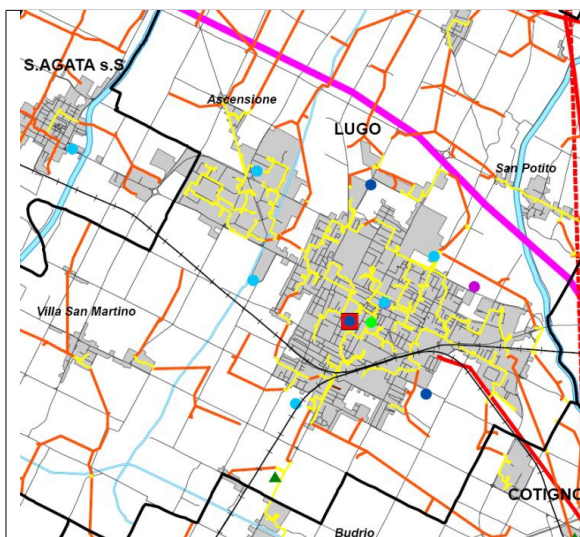 S.AGATA s.S
Ascensione
LUGO
San Potito
Villa San Martino
COTIGNO
Budrio